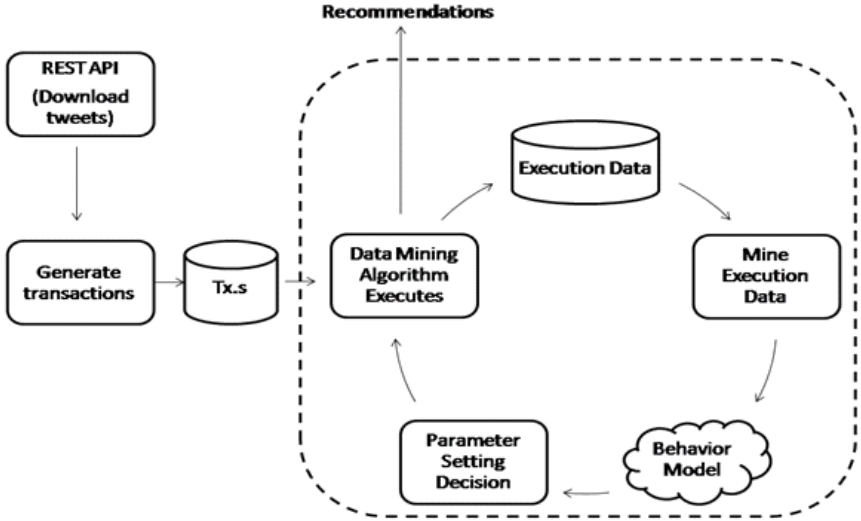 Recommendations
REST API
(Download
tweets)
Generate
transactions
Tx.s
Data Mining
Algorithm
Executes
Execution Data
Mine
Execution
Data
Behavior
Model
Parameter
Setting
Decision